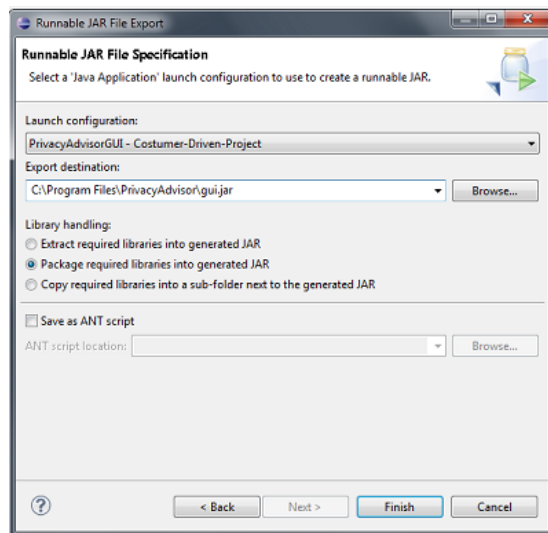 Runnable JAR File Export
Runnable JAR File Specification
Select a 'Java Application' launch configuration to use to create a runnable JAR.
Launch configuration:
PrivacyAdvisorGUI - Costumer-Driven-Project
Export destination:
C:\Program Files\PrivacyAdvisor\gui.jar
Browse...
Library handling:
Extract required libraries into generated JAR
Package required libraries into generated JAR
Copy required libraries into a sub-folder next to the generated JAR
Save as ANT script
ANT script location:
Browse...
?
< Back
Next >
Finish
Cancel